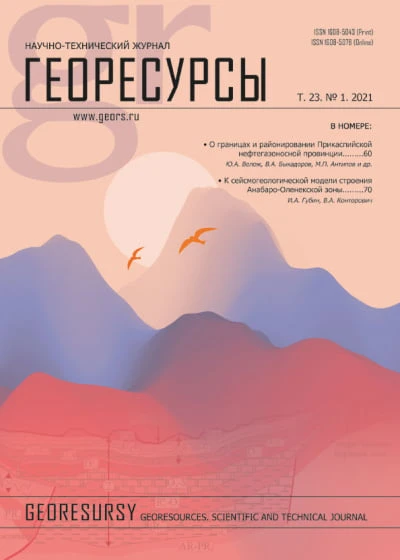 gr
ISSN 1608-5043 (Print)
ISSN 1608-5078 (Online)
НАУЧНО-ТЕХНИЧЕСКИЙ ЖУРНАЛ
ГЕОРЕСУРСЫ
Т. 23. № 1. 2021
www.geors.ru
В НОМЕРЕ:
• О границах и районировании Прикаспийской
нефтегазоносной провинции.........60
Ю.А. Волож, В.А. Быкадоров, М.П. Антипов и др.
• К сейсмогеологической модели строения
Анабаро-Оленекской зоны.........70
И.А. Губин, В.А. Конторович
GEORESURSY GEORESOURCES. SCIENTIFIC AND TECHNICAL JOURNAL
AR-PR₁